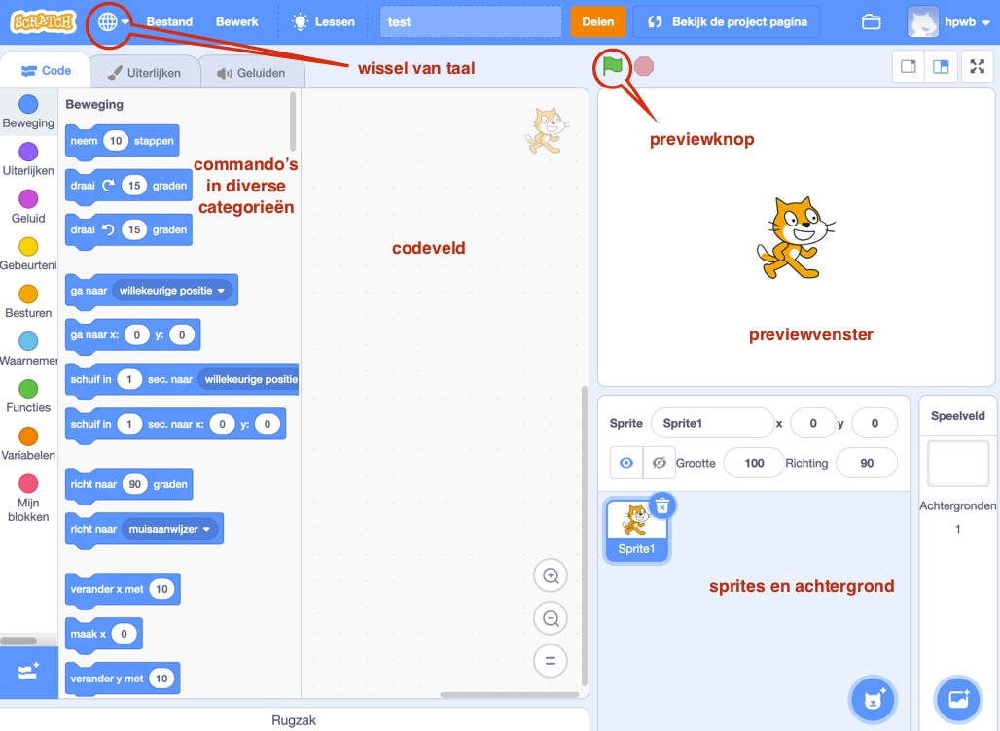 SCRATCH
Bestand
Bewerk
Lessen
test
Delen
Bekijk de project pagina
hpwb
wissel van taal
Code
Uiterlijken
Geluiden
previewknop
Beweging
Uiterlijken
Geluid
Gebeurteni
Besturen
Waarnemer
Functies
Variabelen
Mijn
blokken
Beweging
neem 10 stappen
draai 15 graden
draai 15 graden
ga naar willekeurige positie
ga naar x: 0 y: 0
schuif in 1 sec. naar willekeurige positie
schuif in 1 sec. naar x: 0 y: 0
richt naar 90 graden
richt naar muisaanwijzer
verander x met 10
maak x 0
verander y met 10
commando's
in diverse
categorieën
codeveld
previewvenster
Sprite Sprite1 x 0 y 0
Grootte 100 Richting 90
Sprite1
sprites en achtergrond
Speelveld
Achtergronden
1
Rugzak